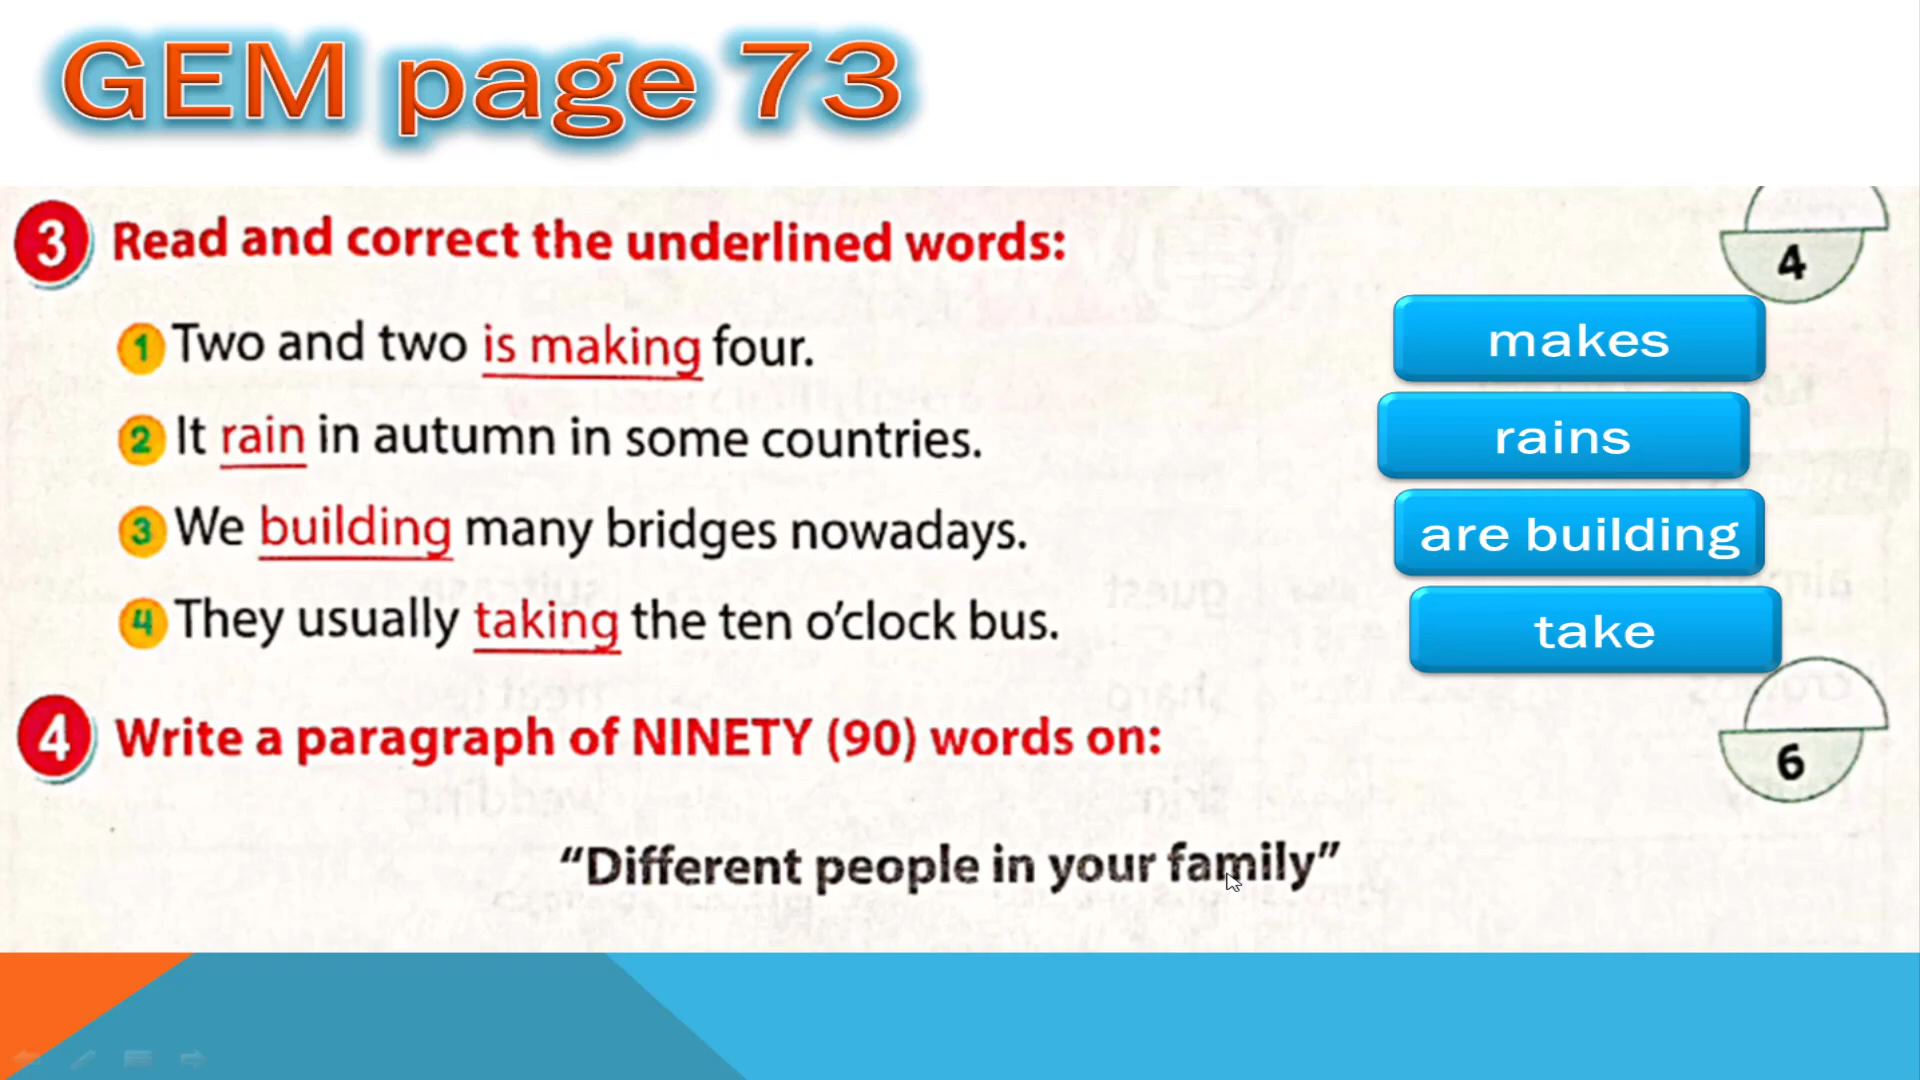 GEM page 73
3 Read and correct the underlined words:
4
1 Two and two is making four.
makes
2 It rain in autumn in some countries.
rains
3 We building many bridges nowadays.
are building
4 They usually taking the ten o’clock bus.
take
4 Write a paragraph of NINETY (90) words on:
6
“Different people in your family”